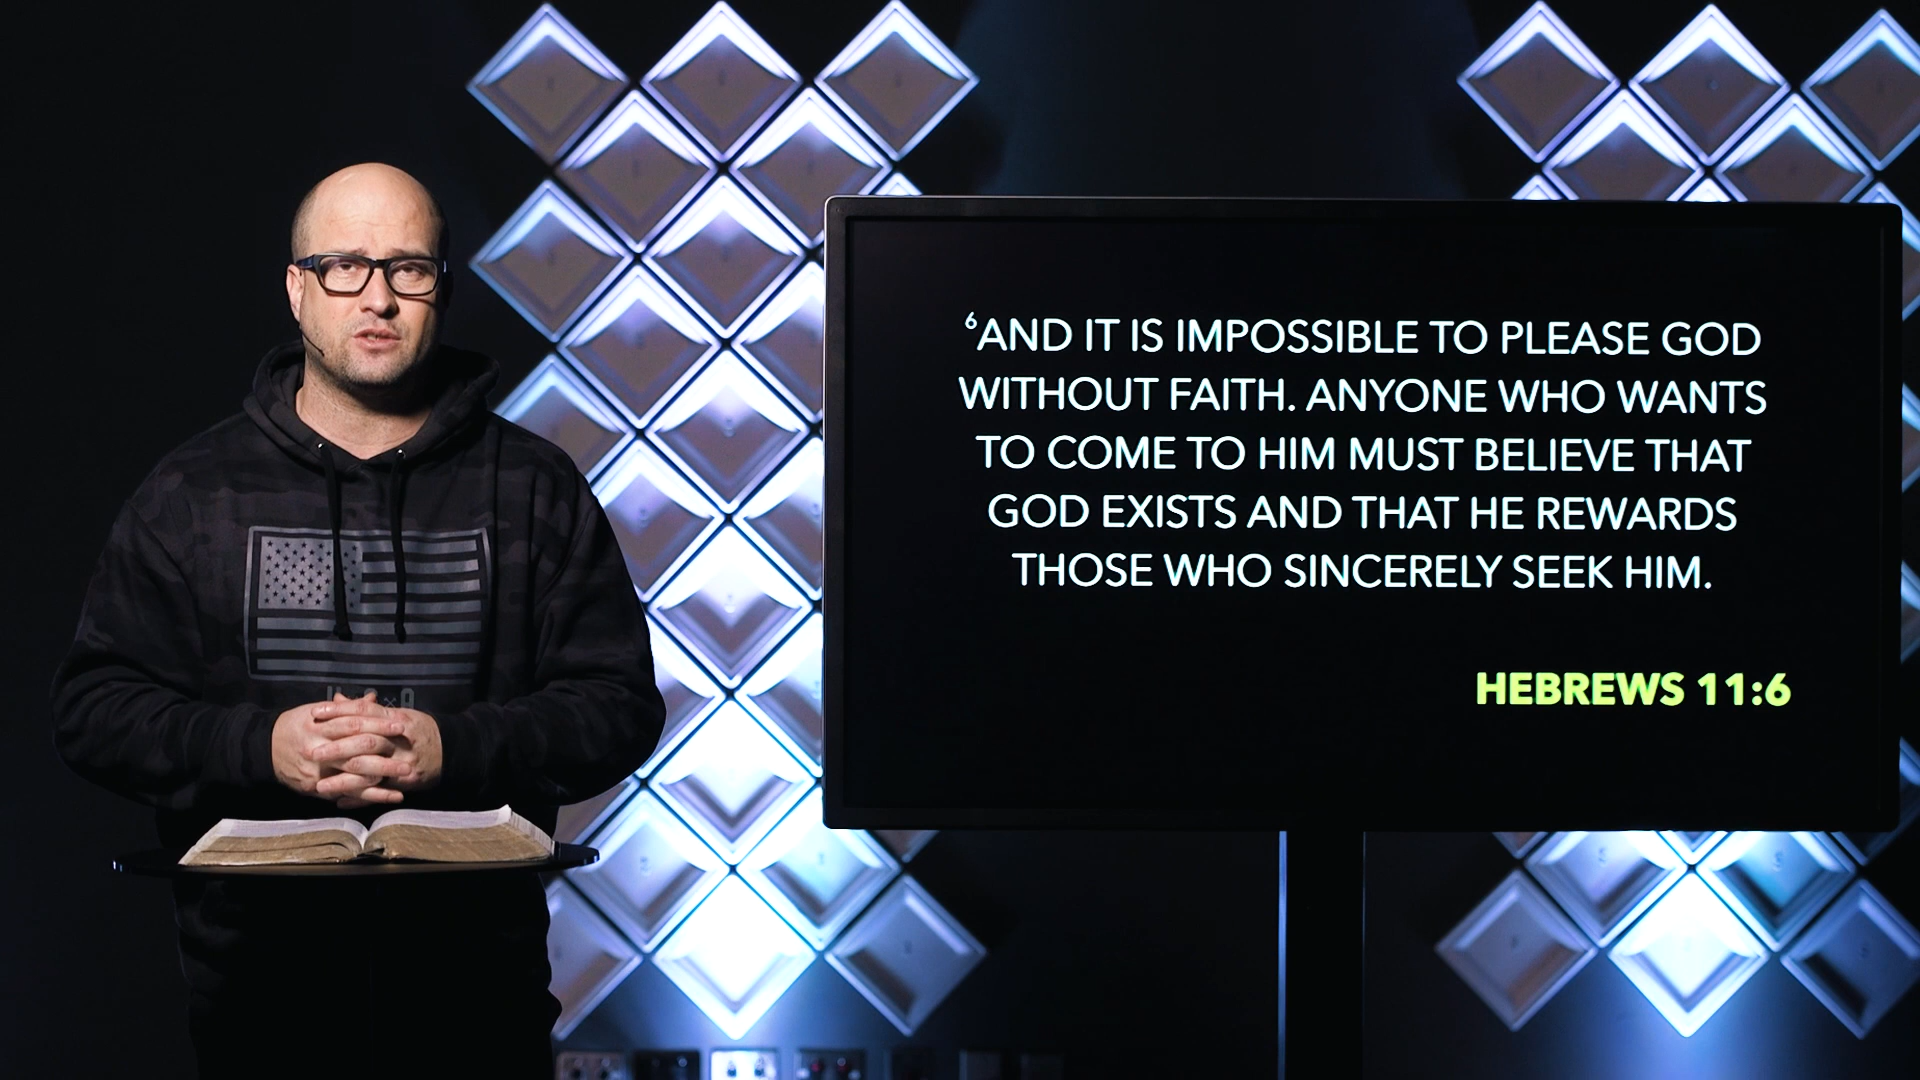 ⁶AND IT IS IMPOSSIBLE TO PLEASE GOD
WITHOUT FAITH. ANYONE WHO WANTS
TO COME TO HIM MUST BELIEVE THAT
GOD EXISTS AND THAT HE REWARDS
THOSE WHO SINCERELY SEEK HIM.
HEBREWS 11:6